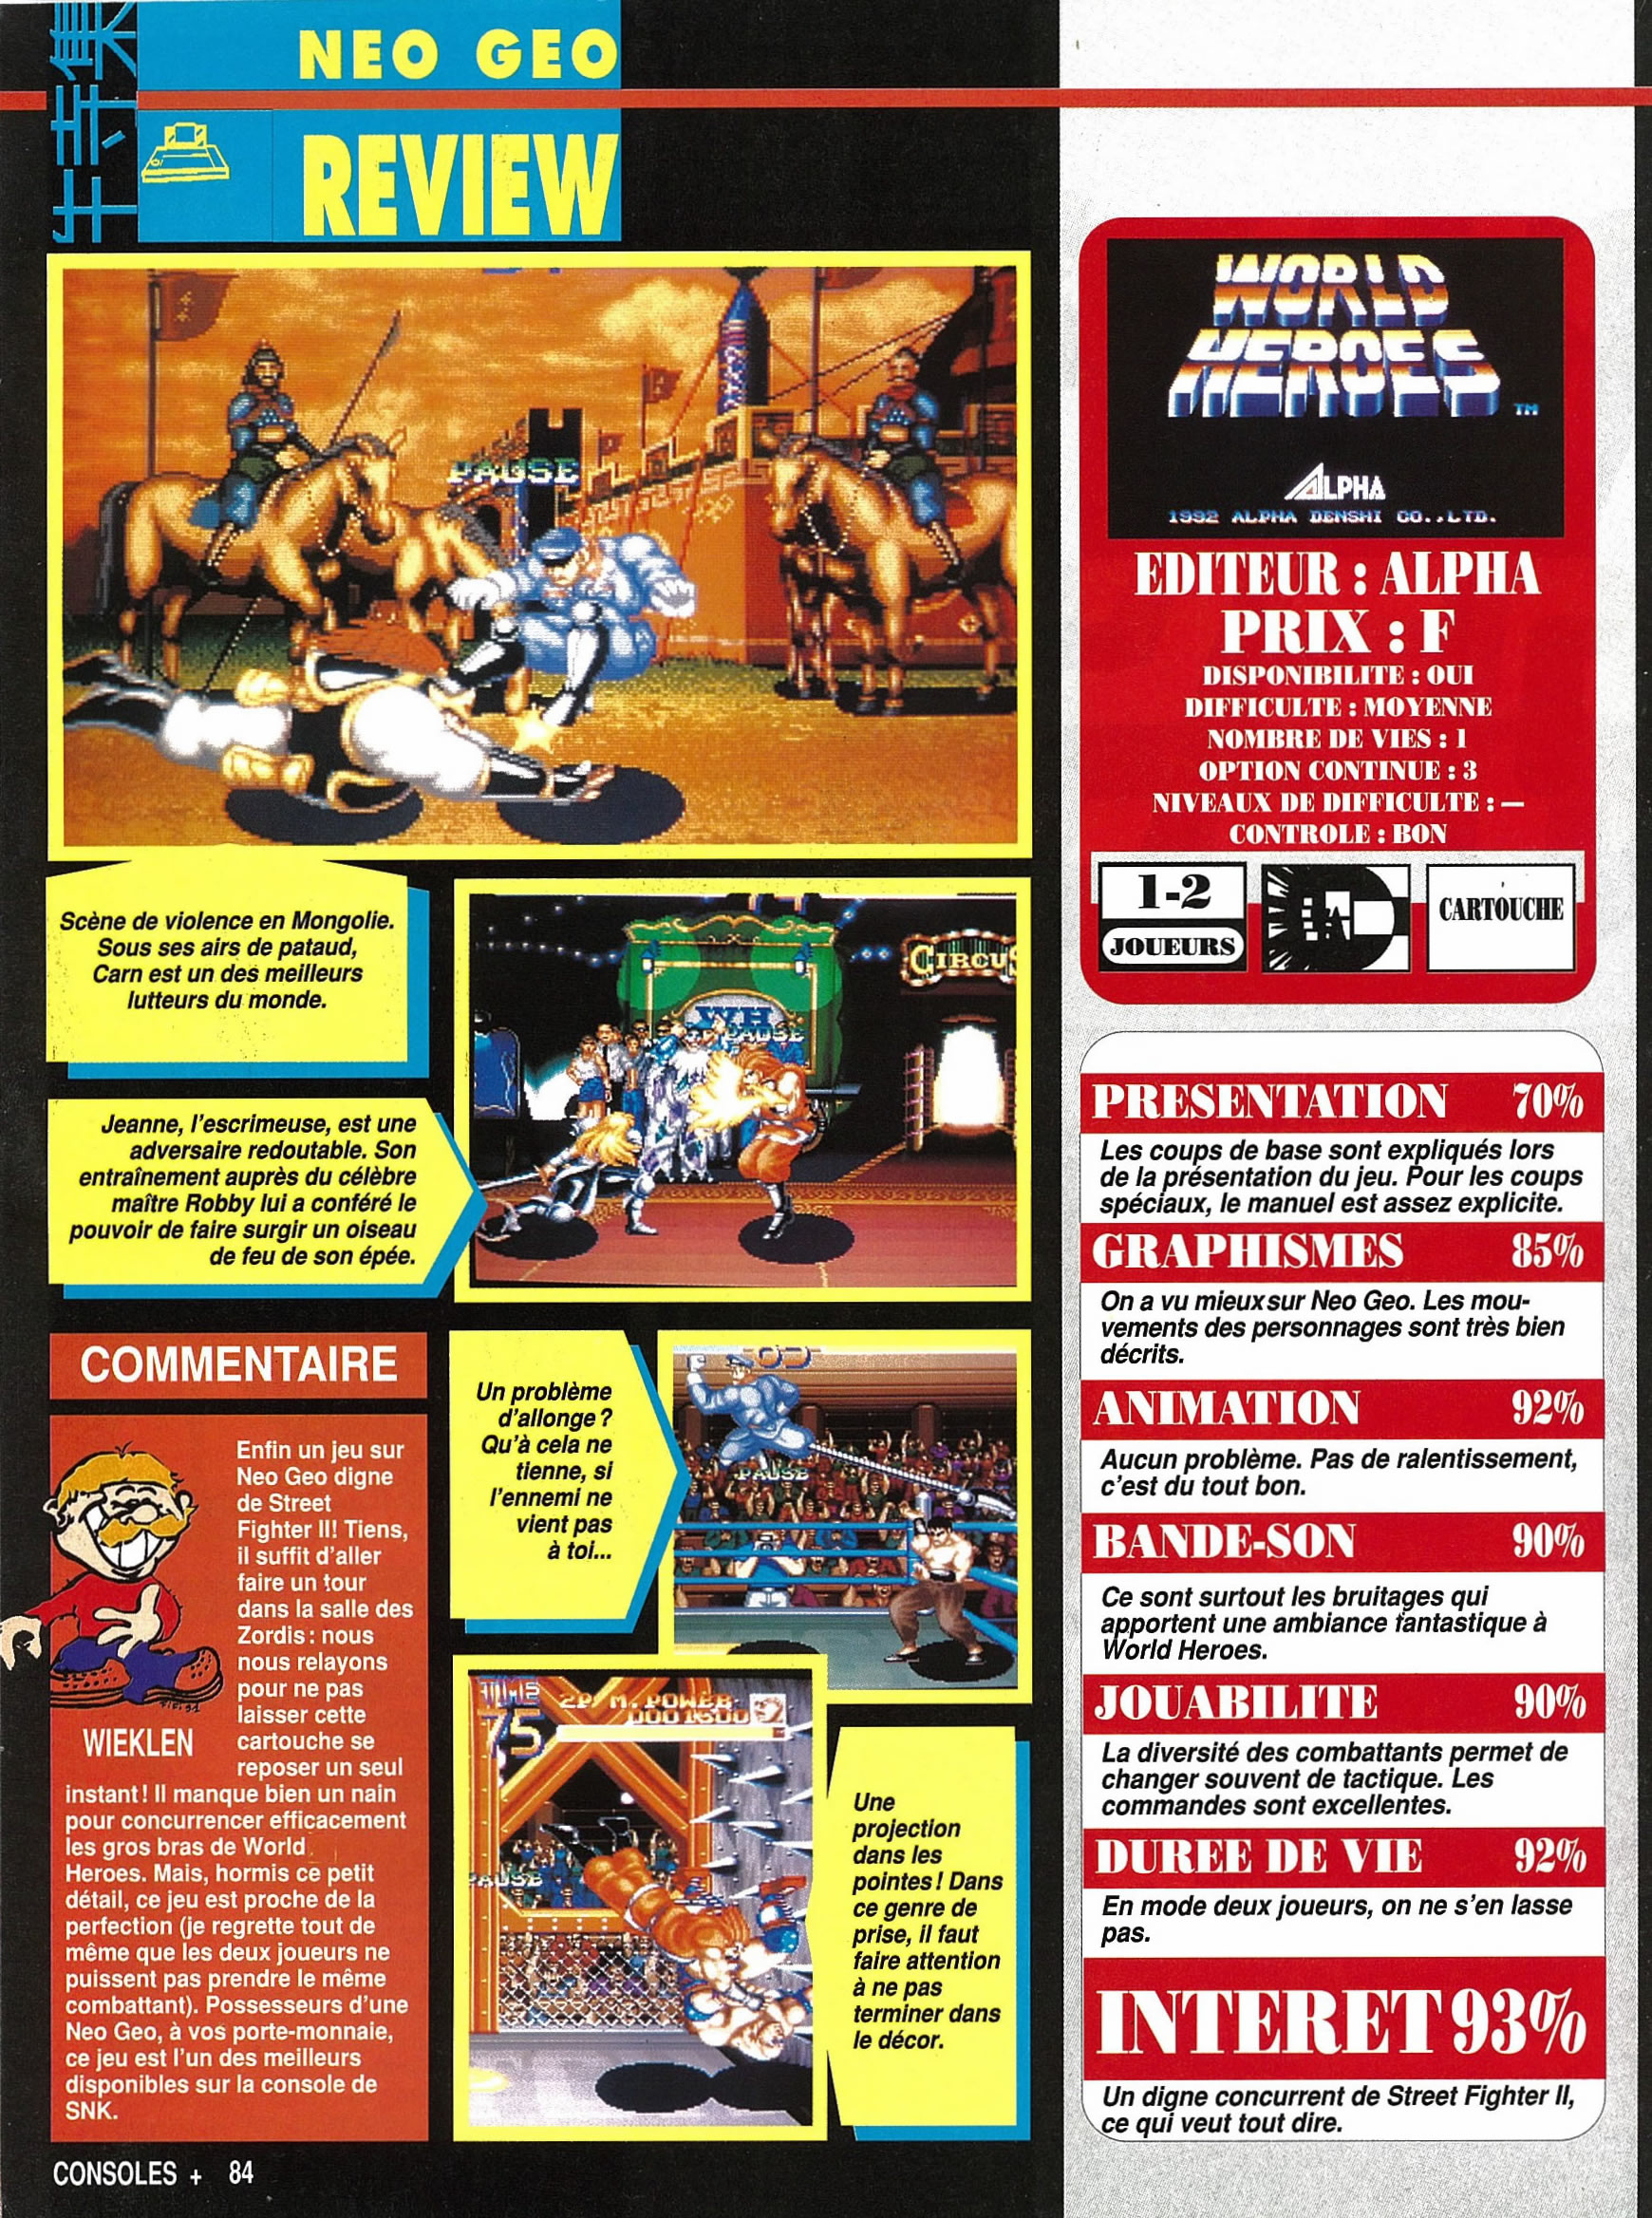 NEO GEO
REVIEW
PAUSE
Scène de violence en Mongolie.
Sous ses airs de pataud,
Carn est un des meilleurs
lutteurs du monde.
CIRCUS
WH
PAUSE
Jeanne, l'escrimeuse, est une
adversaire redoutable. Son
entraînement auprès du célèbre
maître Robby lui a conféré le
pouvoir de faire surgir un oiseau
de feu de son épée.
COMMENTAIRE
Enfin un jeu sur
Neo Geo digne
de Street
Fighter II! Tiens,
il suffit d'aller
faire un tour
dans la salle des
Zordis : nous
nous relayons
pour ne pas
laisser cette
cartouche se
reposer un seul
instant ! Il manque bien un nain
pour concurrencer efficacement
les gros bras de World
Heroes. Mais, hormis ce petit
détail, ce jeu est proche de la
perfection (je regrette tout de
même que les deux joueurs ne
puissent pas prendre le même
combattant). Possesseurs d'une
Neo Geo, à vos porte-monnaie,
ce jeu est l'un des meilleurs
disponibles sur la console de
SNK.
WIEKLEN
Un problème
d'allonge ?
Qu'à cela ne
tienne, si
l'ennemi ne
vient pas
à toi...
PAUSE
TIME
75
2P M. POWER
0001600
PAUSE
Une
projection
dans les
pointes ! Dans
ce genre de
prise, il faut
faire attention
à ne pas
terminer dans
le décor.
WORLD
HEROES
TM
ALPHA
1992 ALPHA DENSHI CO.,LTD.
EDITEUR : ALPHA
PRIX : F
DISPONIBILITE : OUI
DIFFICULTE : MOYENNE
NOMBRE DE VIES : 1
OPTION CONTINUE : 3
NIVEAUX DE DIFFICULTE : —
CONTROLE : BON
1-2
JOUEURS
CARTOUCHE
PRESENTATION 70%
Les coups de base sont expliqués lors
de la présentation du jeu. Pour les coups
spéciaux, le manuel est assez explicite.
GRAPHISMES 85%
On a vu mieux sur Neo Geo. Les mou-
vements des personnages sont très bien
décrits.
ANIMATION 92%
Aucun problème. Pas de ralentissement,
c'est du tout bon.
BANDE-SON 90%
Ce sont surtout les bruitages qui
apportent une ambiance fantastique à
World Heroes.
JOUABILITE 90%
La diversité des combattants permet de
changer souvent de tactique. Les
commandes sont excellentes.
DUREE DE VIE 92%
En mode deux joueurs, on ne s'en lasse
pas.
INTERET 93%
Un digne concurrent de Street Fighter II,
ce qui veut tout dire.
CONSOLES + 84